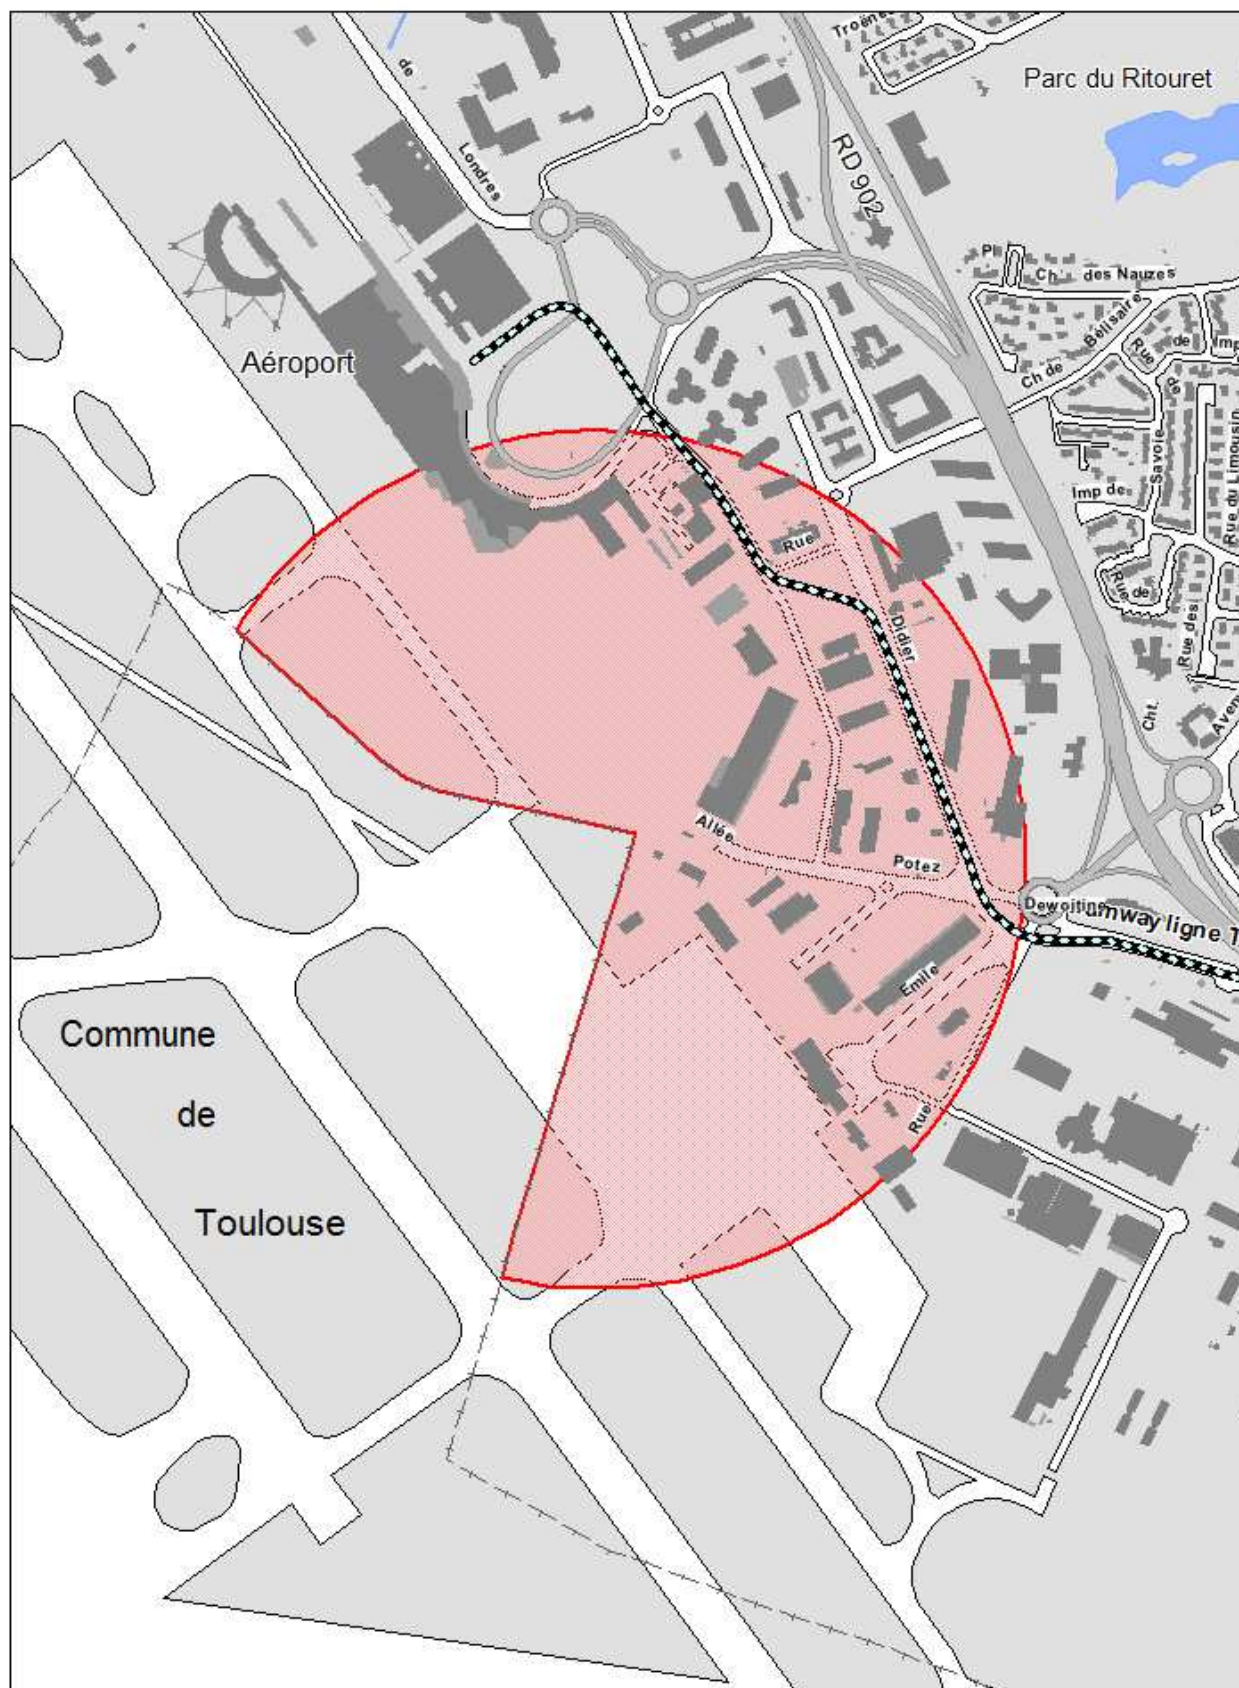 Troëne
de
Parc du Ritouret
Londres
RD 902
Pl
Ch. des Nauzes
Bélisaire
Aéroport
Rue
de
Imp
Ch de
de
Savoie
Rue du Limousin
Imp de
Rue
Rue
de
Didier
Rue des
Cht.
Aven
Allée
Potez
Dewoitine
amway ligne T
Emile
Commune
de
Rue
Toulouse